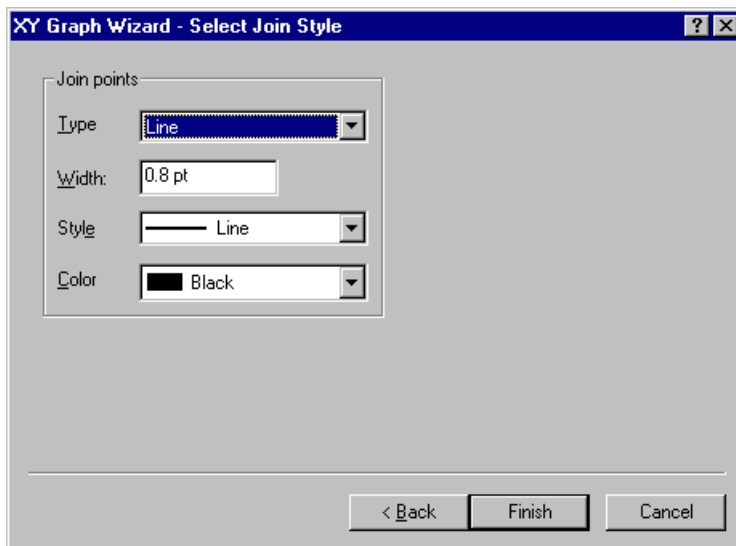 XY Graph Wizard - Select Join Style
Join points
Type Line
Width: 0.8 pt
Style Line
Color Black
< Back Finish Cancel